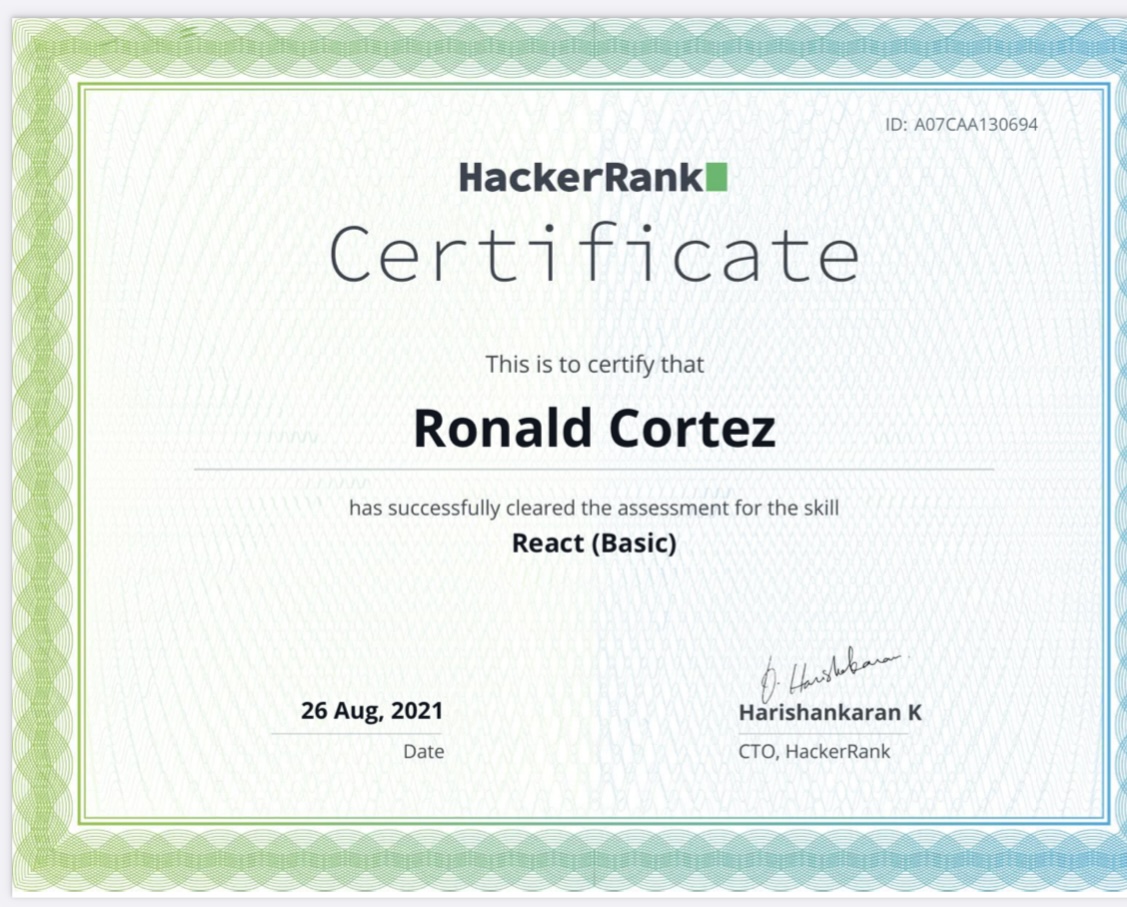 ID: A07CAA130694
HackerRank
Certificate
This is to certify that
Ronald Cortez
has successfully cleared the assessment for the skill
React (Basic)
26 Aug, 2021
Date
Harishankaran K
CTO, HackerRank